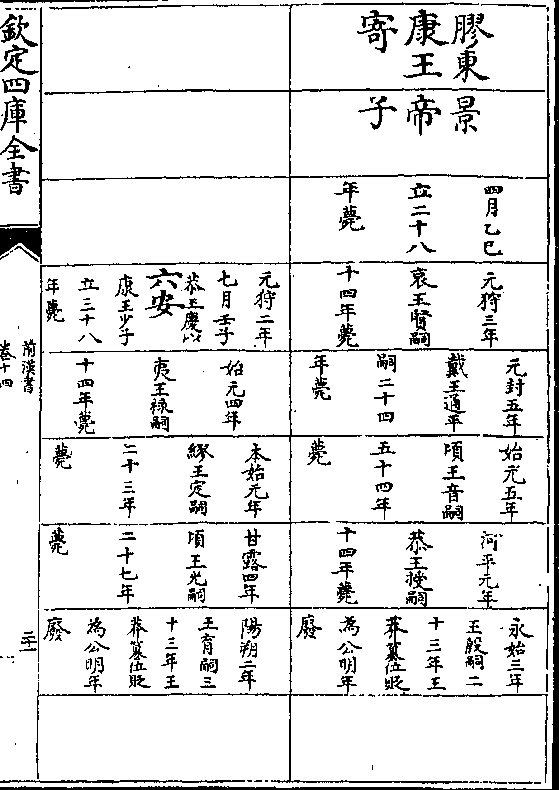 膠東
康王
寄
景
帝
子
四月乙巳
立二十八
年薨
元狩三年
哀王賢嗣
十四年薨
元封五年
戴王通平
嗣二十四
年薨
始元五年
頃王音嗣
五十四年
薨
河平元年
恭王授嗣
十四年薨
永始三年
王殷嗣二
十三年王
莽簒位貶
為公明年
廢
元狩二年
七月壬子
恭王慶以
六安
康王少子
立三十八
年薨
始元四年
夷王禄嗣
十四年薨
本始元年
繆王定嗣
二十三年
薨
甘露四年
頃王光嗣
二十七年
薨
陽朔二年
王育嗣三
十三年王
莽簒位貶
為公明年
廢
欽定四庫全書
前漢書
卷十四